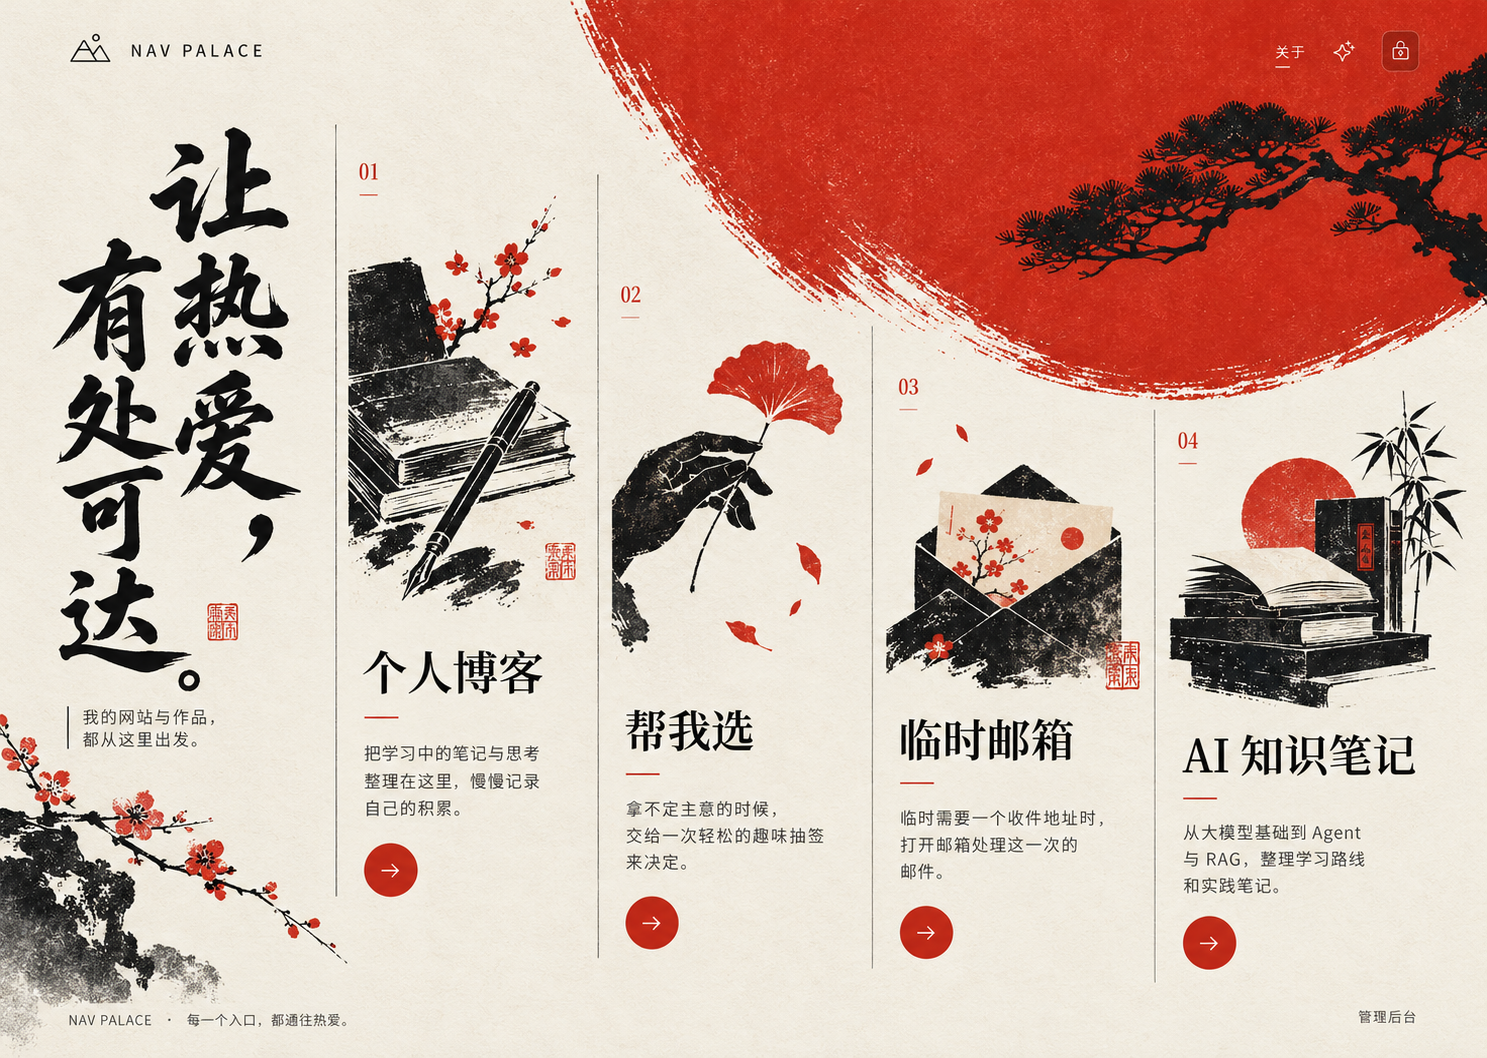 NAV PALACE
关于
让热爱，
有处可达。
我的网站与作品，
都从这里出发。
01
个人博客
把学习中的笔记与思考
整理在这里，慢慢记录
自己的积累。
02
帮我选
拿不定主意的时候，
交给一次轻松的趣味抽签
来决定。
03
临时邮箱
临时需要一个收件地址时，
打开邮箱处理这一次的
邮件。
04
AI 知识笔记
从大模型基础到 Agent
与 RAG，整理学习路线
和实践笔记。
NAV PALACE · 每一个入口，都通往热爱。
管理后台